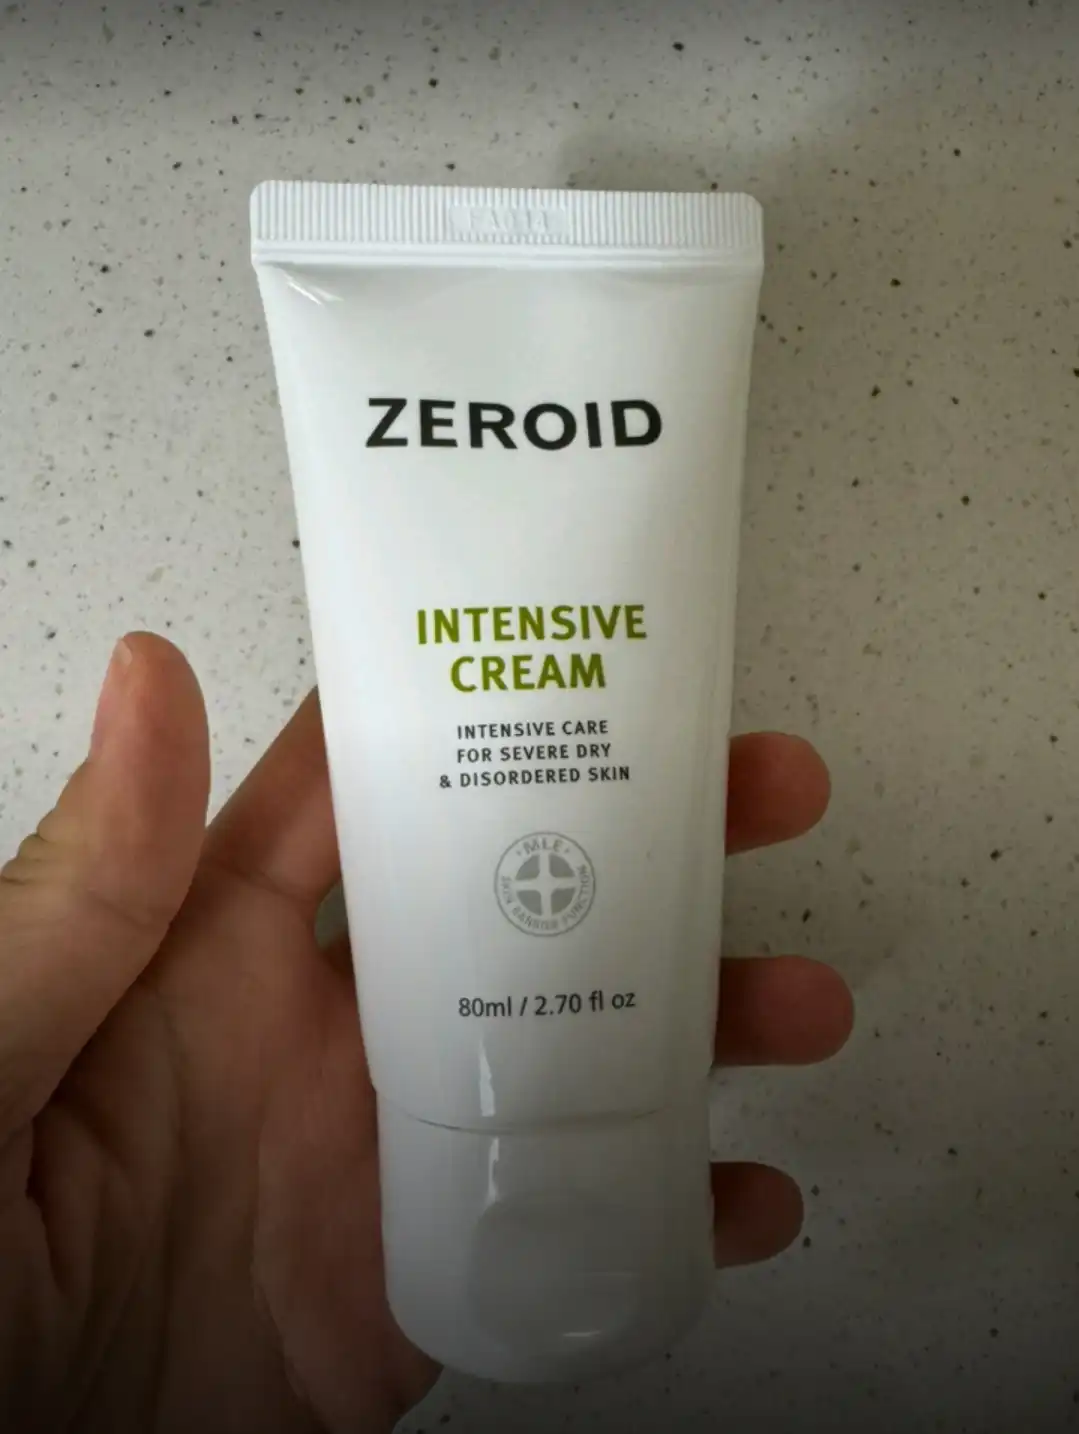 ZEROID
INTENSIVE
CREAM
INTENSIVE CARE
FOR SEVERE DRY
& DISORDERED SKIN
MLE
SKIN BARRIER FUNCTION
80ml / 2.70 fl oz